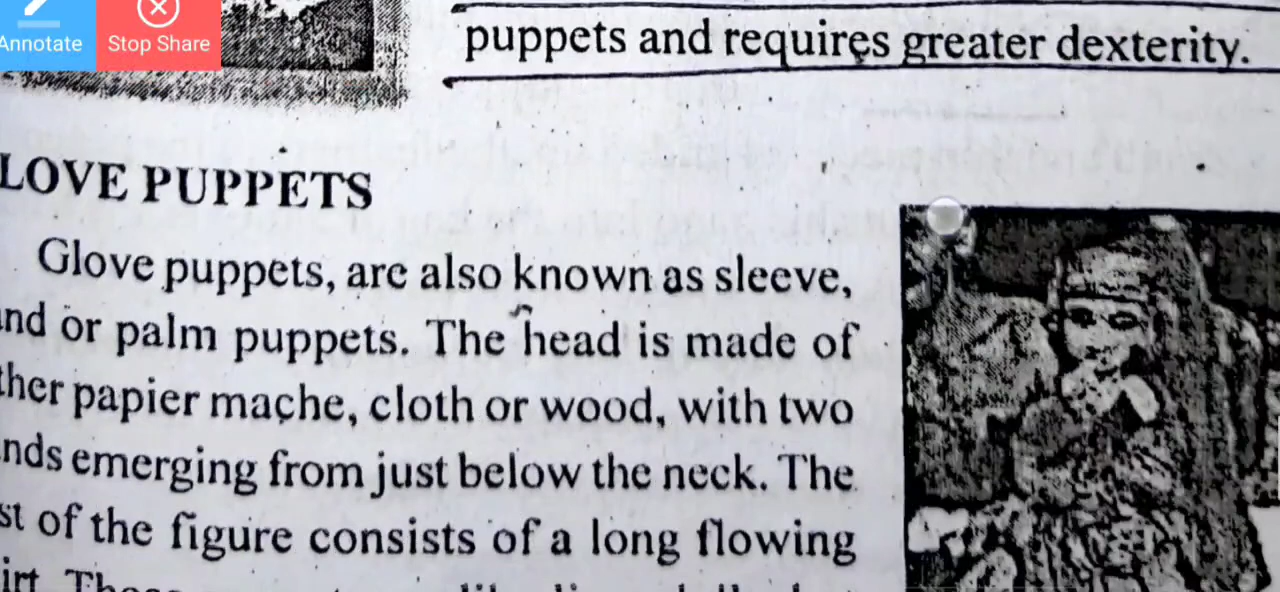 Annotate
Stop Share
puppets and requires greater dexterity.
LOVE PUPPETS
Glove puppets, are also known as sleeve,
nd or palm puppets. The head is made of
ther papier mache, cloth or wood, with two
nds emerging from just below the neck. The
st of the figure consists of a long flowing
irt.